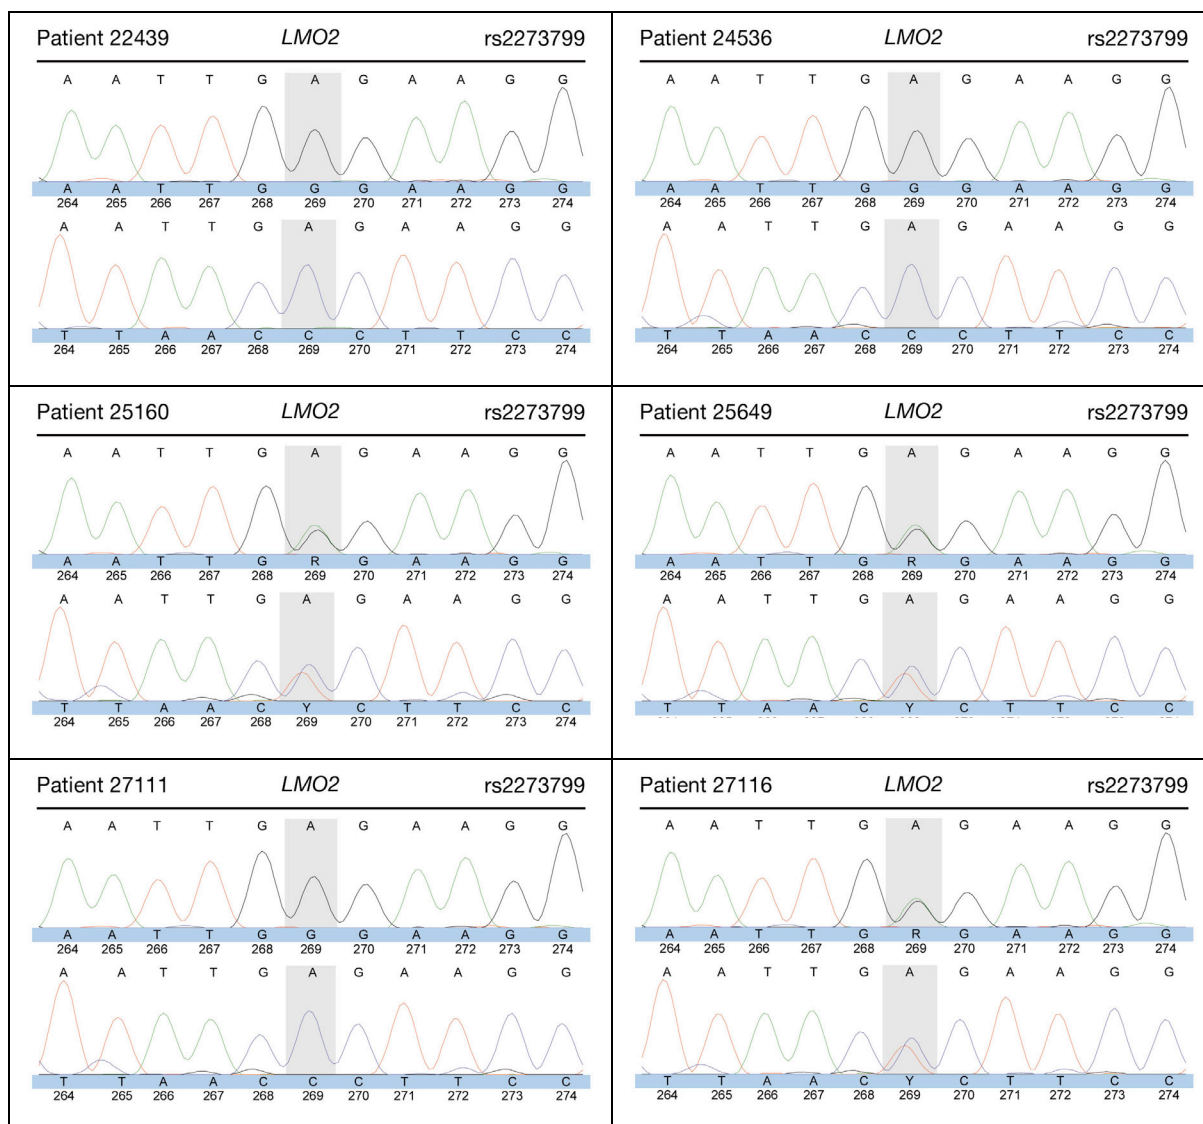 Patient 22439 LMO2 rs2273799
A A T T G A G A A G G
A A T T G G G A A G G
264 265 266 267 268 269 270 271 272 273 274
A A T T G A G A A G G
T T A A C C C T T C C
264 265 266 267 268 269 270 271 272 273 274
Patient 24536 LMO2 rs2273799
A A T T G A G A A G G
A A T T G G G A A G G
264 265 266 267 268 269 270 271 272 273 274
A A T T G A G A A G G
T T A A C C C T T C C
264 265 266 267 268 269 270 271 272 273 274
Patient 25160 LMO2 rs2273799
A A T T G A G A A G G
A A T T G R G A A G G
264 265 266 267 268 269 270 271 272 273 274
A A T T G A G A A G G
T T A A C Y C T T C C
264 265 266 267 268 269 270 271 272 273 274
Patient 25649 LMO2 rs2273799
A A T T G A G A A G G
A A T T G R G A A G G
264 265 266 267 268 269 270 271 272 273 274
A A T T G A G A A G G
T T A A C Y C T T C C
Patient 27111 LMO2 rs2273799
A A T T G A G A A G G
A A T T G G G A A G G
264 265 266 267 268 269 270 271 272 273 274
A A T T G A G A A G G
T T A A C C C T T C C
264 265 266 267 268 269 270 271 272 273 274
Patient 27116 LMO2 rs2273799
A A T T G A G A A G G
A A T T G R G A A G G
264 265 266 267 268 269 270 271 272 273 274
A A T T G A G A A G G
T T A A C Y C T T C C
264 265 266 267 268 269 270 271 272 273 274